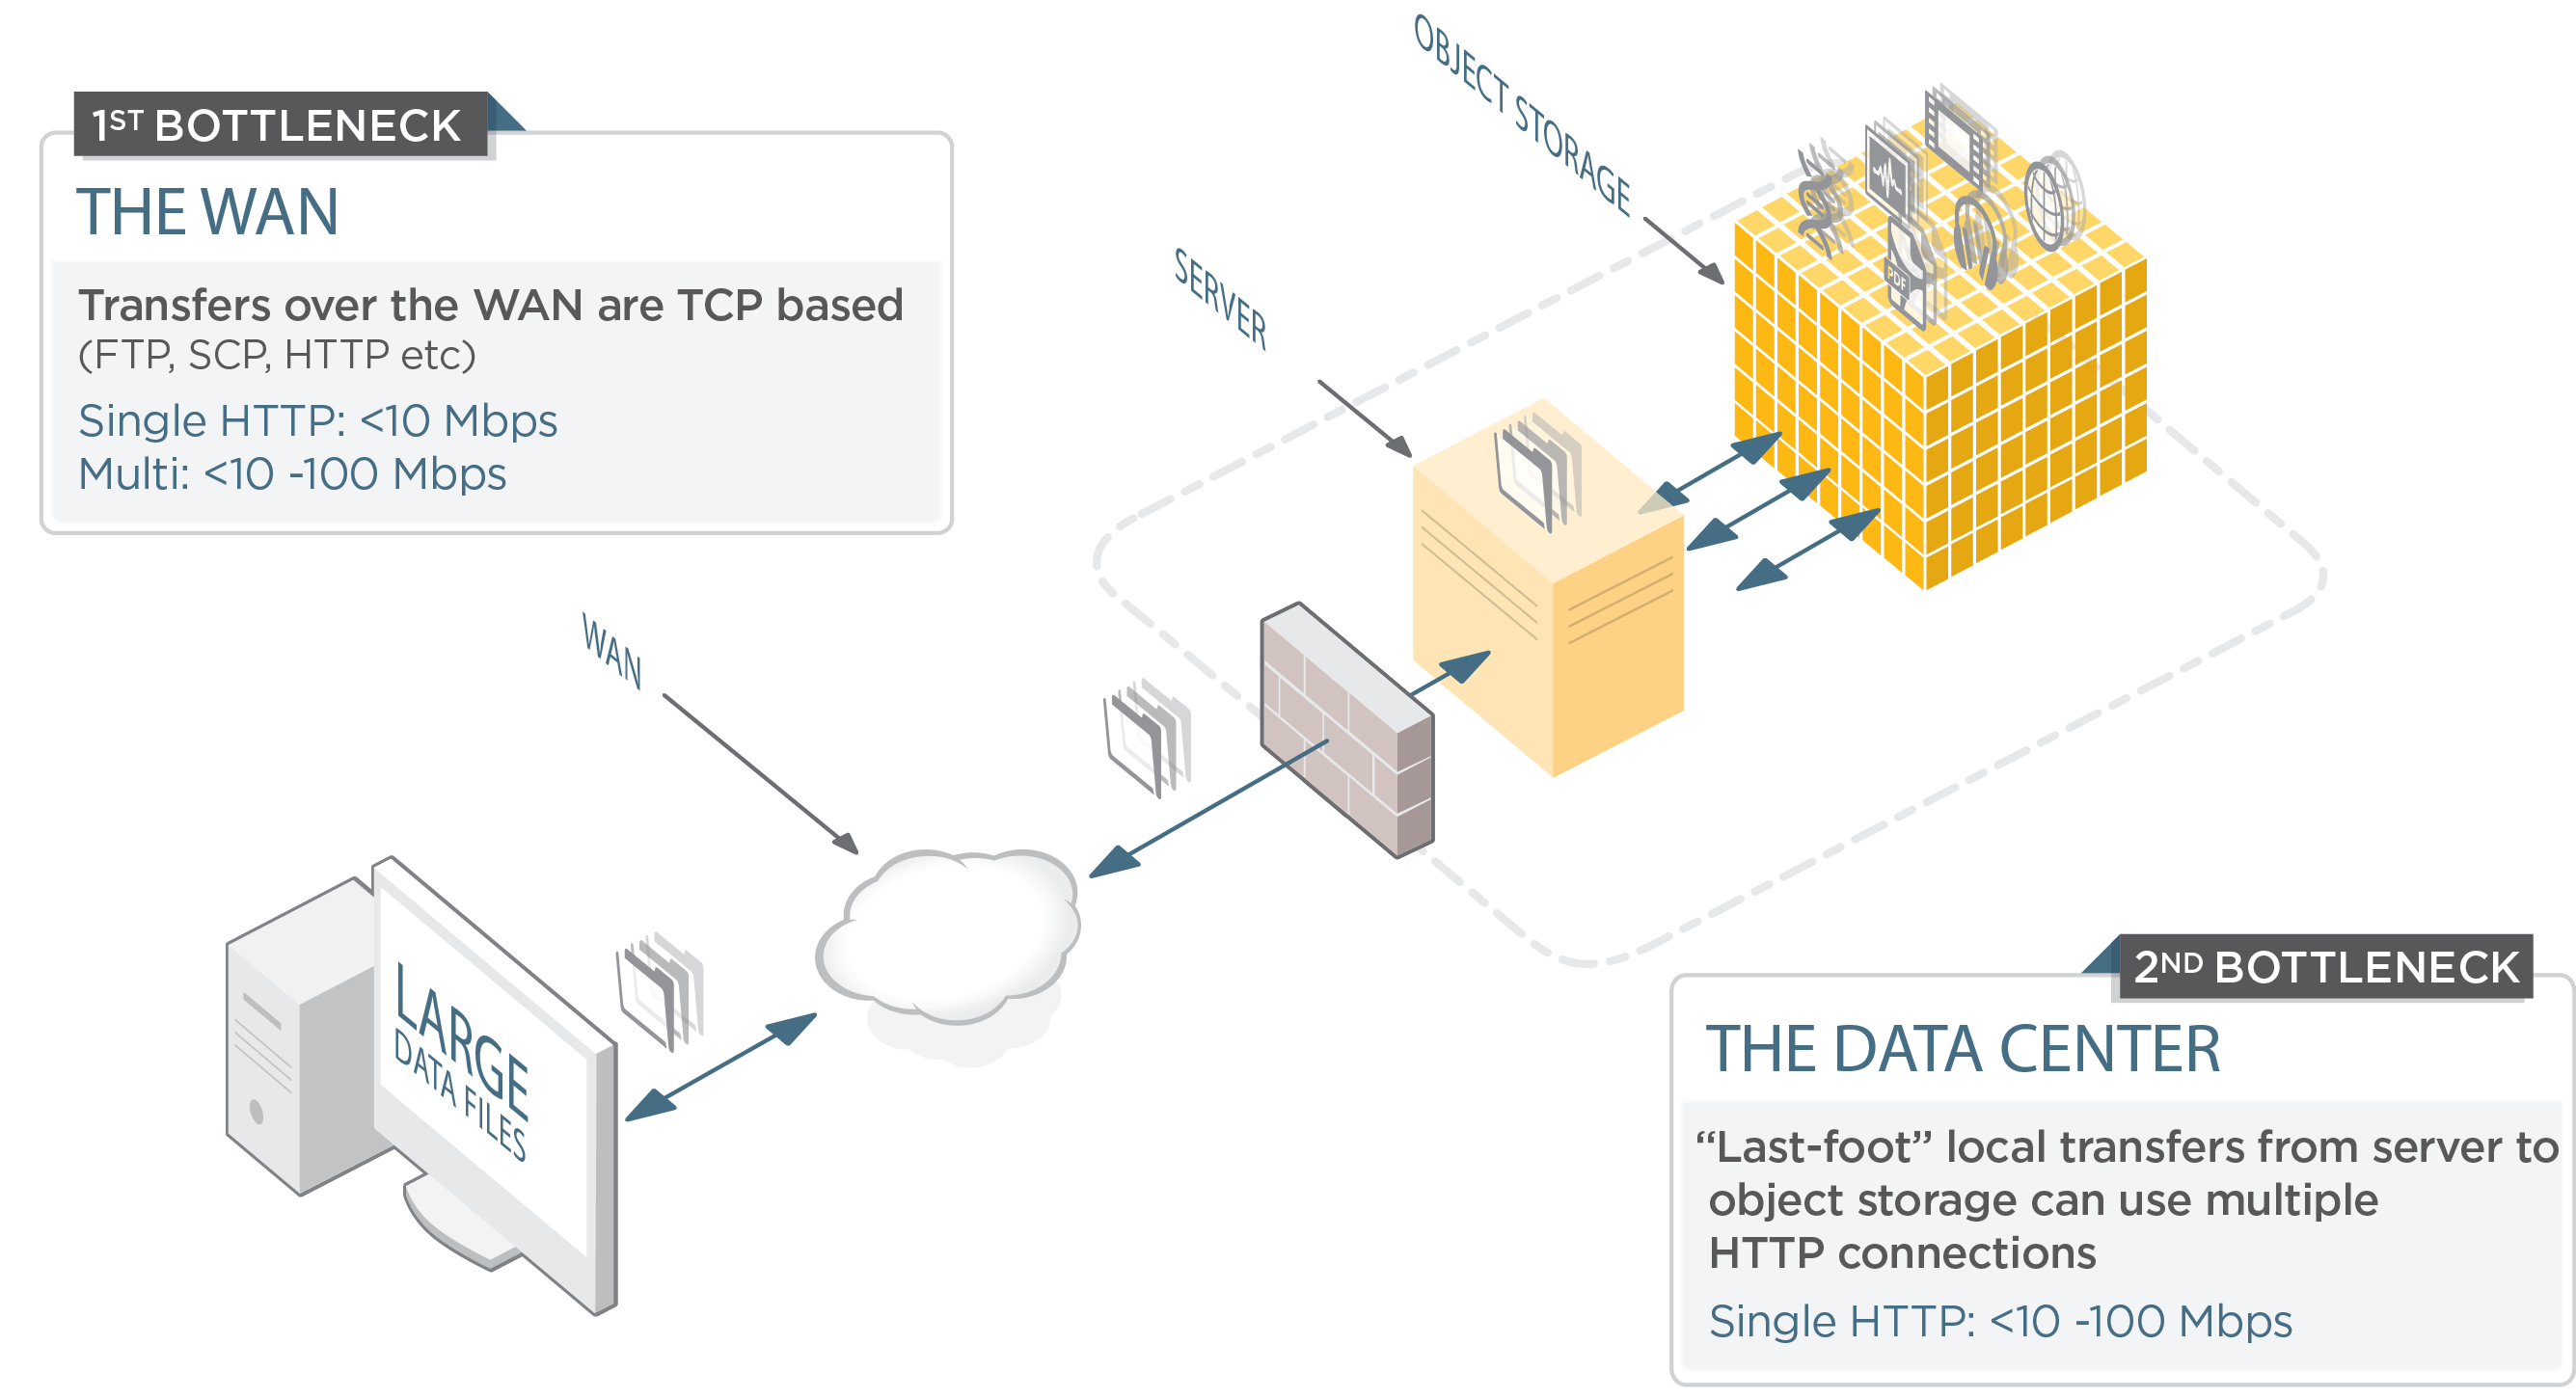 OBJECT STORAGE
1ST BOTTLENECK
THE WAN
Transfers over the WAN are TCP based
(FTP, SCP, HTTP etc)
Single HTTP: <10 Mbps
Multi: <10 -100 Mbps
SERVER
PDF
WAN
LARGE
DATA FILES
2ND BOTTLENECK
THE DATA CENTER
“Last-foot” local transfers from server to
object storage can use multiple
HTTP connections
Single HTTP: <10 -100 Mbps